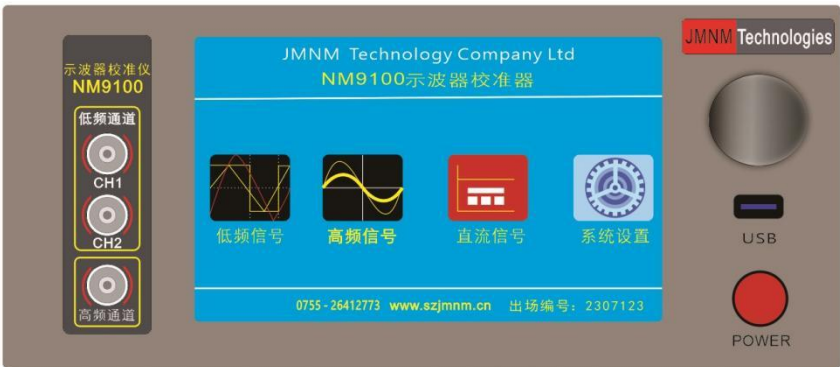 示波器校准仪
NM9100
低频通道
CH1
CH2
高频通道
JMNM Technology Company Ltd
NM9100示波器校准器
低频信号
高频信号
直流信号
系统设置
0755 - 26412773 www.szjmnm.cn 出场编号：2307123
JMNM Technologies
USB
POWER